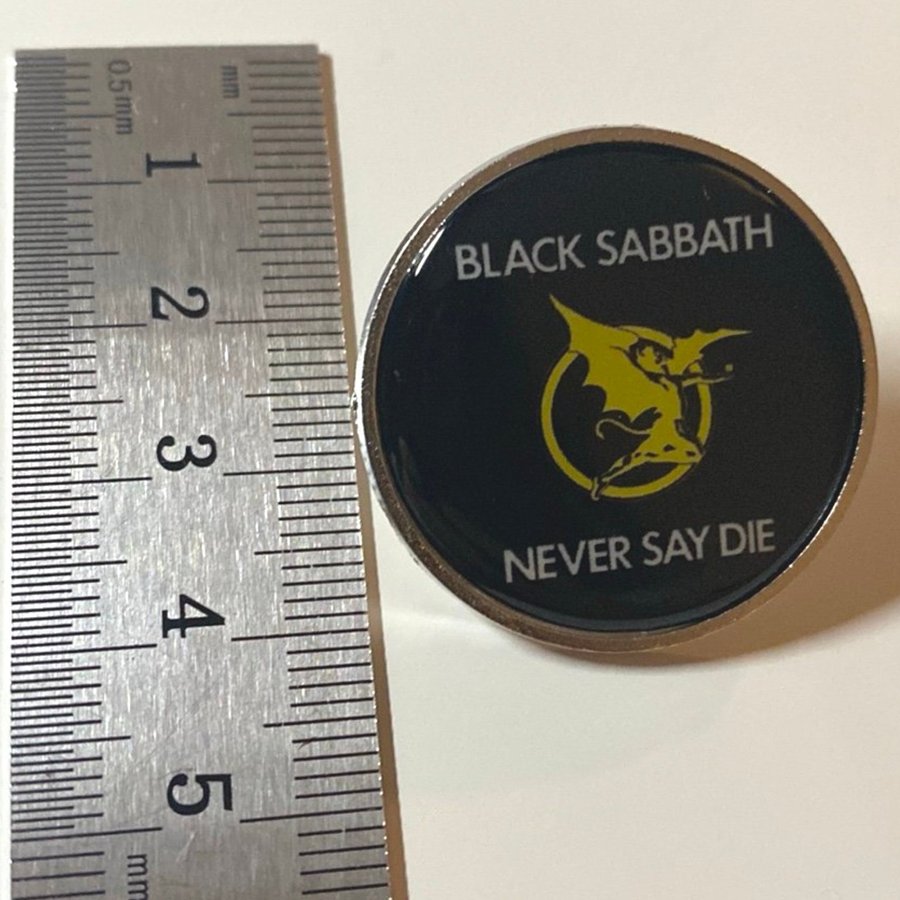 0.5mm
mm
1
2
3
4
5
mm
BLACK SABBATH
NEVER SAY DIE